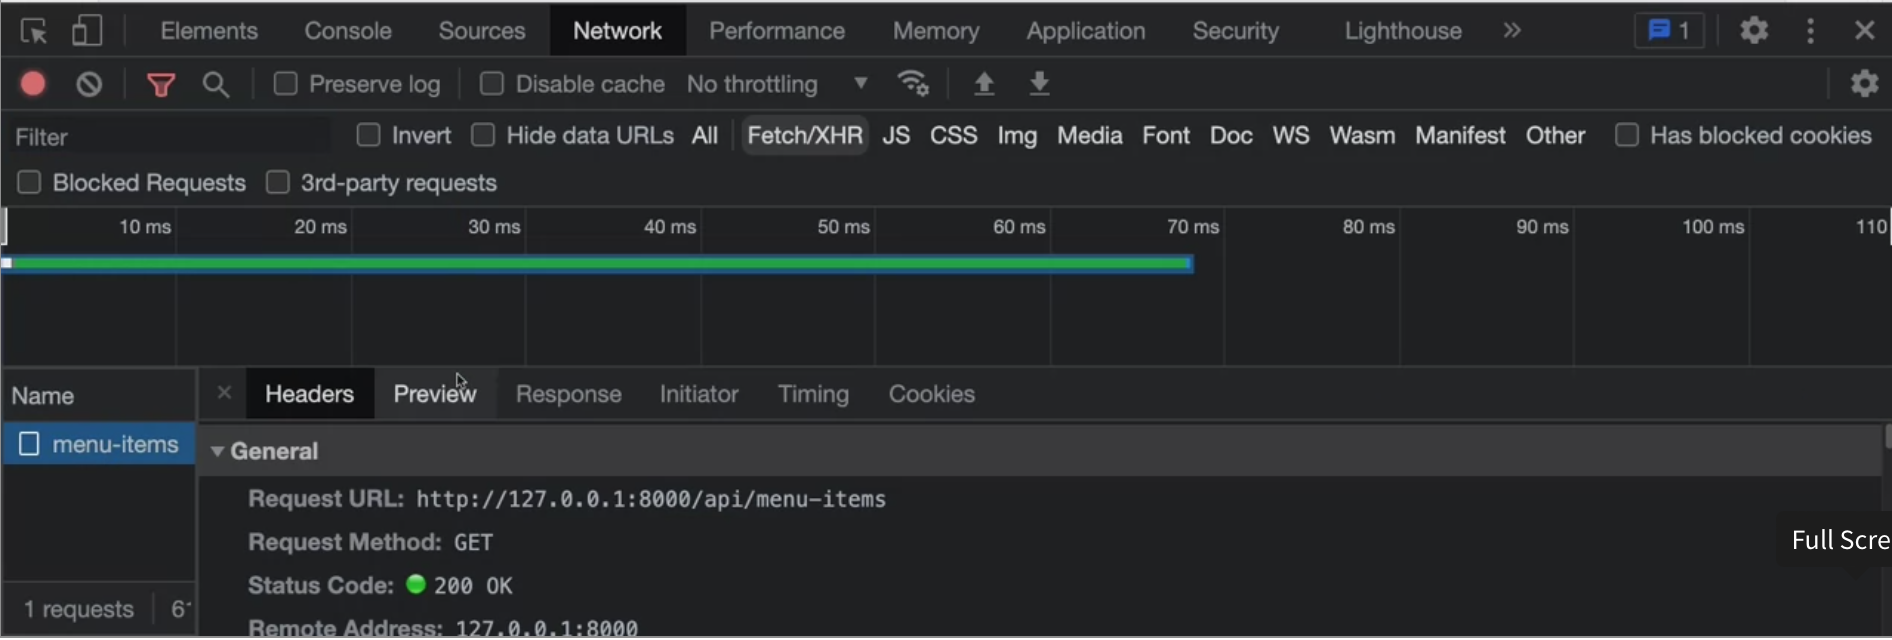 Elements Console Sources Network Performance Memory Application Security Lighthouse 1
Preserve log Disable cache No throttling
Filter Invert Hide data URLs All Fetch/XHR JS CSS Img Media Font Doc WS Wasm Manifest Other Has blocked cookies
Blocked Requests 3rd-party requests
10 ms 20 ms 30 ms 40 ms 50 ms 60 ms 70 ms 80 ms 90 ms 100 ms 110
Name Headers Preview Response Initiator Timing Cookies
menu-items General
Request URL: http://127.0.0.1:8000/api/menu-items
Request Method: GET
Full Scre
Status Code: 200 OK
1 requests
Remote Address: 127.0.0.1:8000